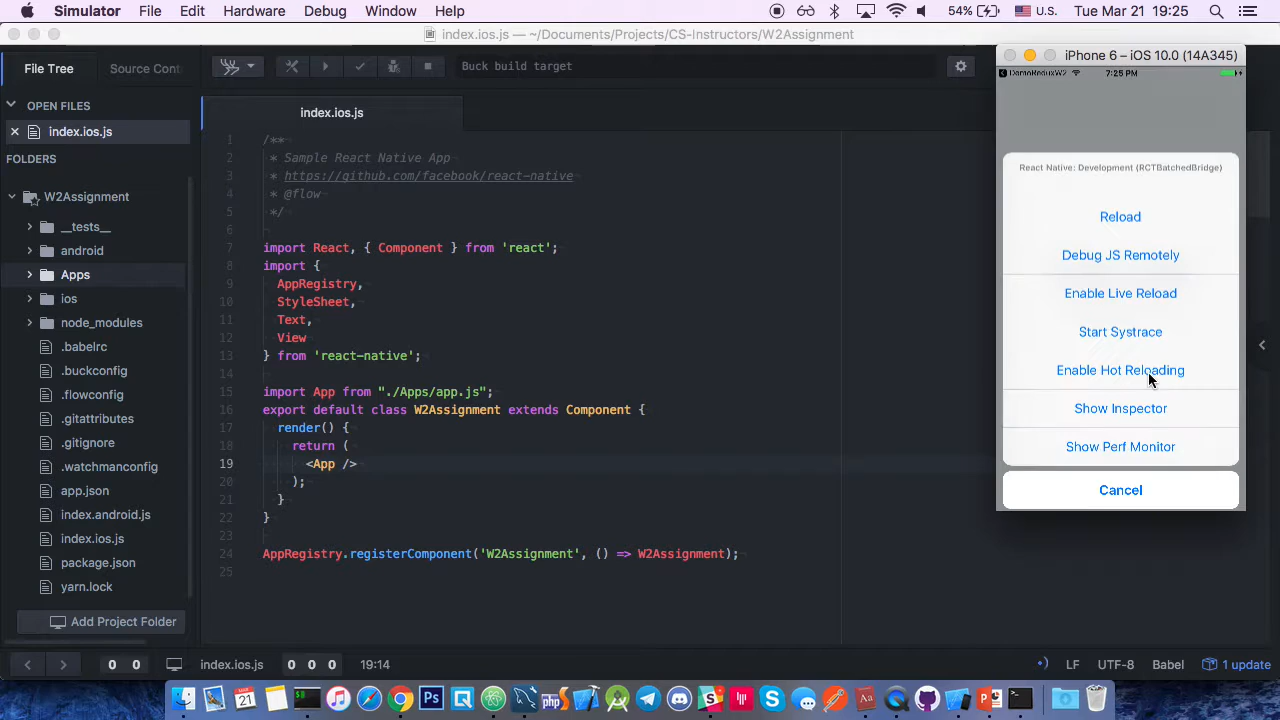 Simulator File Edit Hardware Debug Window Help 54% U.S. Tue Mar 21 19:25
index.ios.js — ~/Documents/Projects/CS-Instructors/W2Assignment
File Tree Source Cont
Buck build target
OPEN FILES
index.ios.js
FOLDERS
W2Assignment
__tests__
android
Apps
ios
node_modules
.babelrc
.buckconfig
.flowconfig
.gitattributes
.gitignore
.watchmanconfig
app.json
index.android.js
index.ios.js
package.json
yarn.lock
Add Project Folder
index.ios.js
1 /**
2 * Sample React Native App
3 * https://github.com/facebook/react-native
4 * @flow
5 */
6
7 import React, { Component } from 'react';
8 import {
9 AppRegistry,
10 StyleSheet,
11 Text,
12 View
13 } from 'react-native';
14
15 import App from "./Apps/app.js";
16 export default class W2Assignment extends Component {
17 render() {
18 return (
19 <App />
20 );
21 }
22 }
23
24 AppRegistry.registerComponent('W2Assignment', () => W2Assignment);
25
iPhone 6 – iOS 10.0 (14A345)
DemoReduxW2 7:25 PM
React Native: Development (RCTBatchedBridge)
Reload
Debug JS Remotely
Enable Live Reload
Start Systrace
Enable Hot Reloading
Show Inspector
Show Perf Monitor
Cancel
0 0 index.ios.js 0 0 0 19:14 LF UTF-8 Babel 1 update